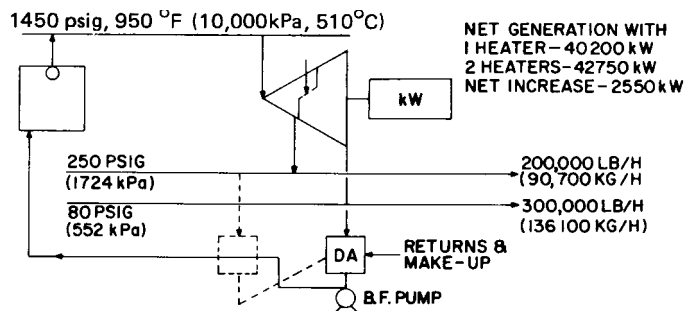 1450 psig, 950 °F (10,000kPa, 510°C)
NET GENERATION WITH
1 HEATER–40200 kW
2 HEATERS–42750 kW
NET INCREASE–2550 kW
kW
250 PSIG
(1724 kPa)
200,000 LB/H
(90,700 KG/H
80 PSIG
(552 kPa)
300,000 LB/H
(136 100 KG/H)
DA
RETURNS &
MAKE-UP
B.F. PUMP